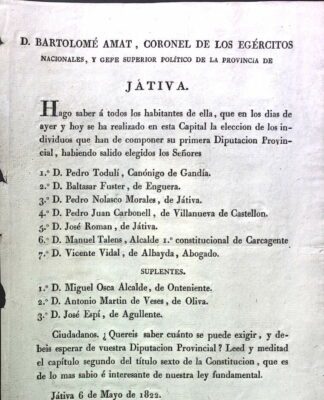 D. BARTOLOMÉ AMAT, CORONEL DE LOS EGÉRCITOS
NACIONALES, Y GEFE SUPERIOR POLÍTICO DE LA PROVINCIA DE
JÁTIVA.
Hago saber á todos los habitantes de ella, que en los dias de
ayer y hoy se ha realizado en esta Capital la eleccion de los in-
dividuos que han de componer su primera Diputacion Provin-
cial, habiendo salido elegidos los Señores
1.º D. Pedro Todulí, Canónigo de Gandía.
2.º D. Baltasar Fuster, de Enguera.
3.º D. Pedro Nolasco Morales, de Játiva.
4.º D. Pedro Juan Carbonell, de Villanueva de Castellon.
5.º D. José Roman, de Játiva.
6.º D. Manuel Talens, Alcalde 1.º constitucional de Carcagente
7.º D. Vicente Vidal, de Albayda, Abogado.
SUPLENTES.
1.º D. Miguel Osca Alcalde, de Onteniente.
2.º D. Antonio Martin de Veses, de Oliva.
3.º D. José Espí, de Agullente.
Ciudadanos. ¿Quereis saber cuánto se puede exigir, y de-
beis esperar de vuestra Diputacion Provincial? Leed y meditad
el capítulo segundo del título sexto de la Constitucion, que es
de lo mas sabio é interesante de nuestra ley fundamental.
Játiva 6 de Mayo de 1822.